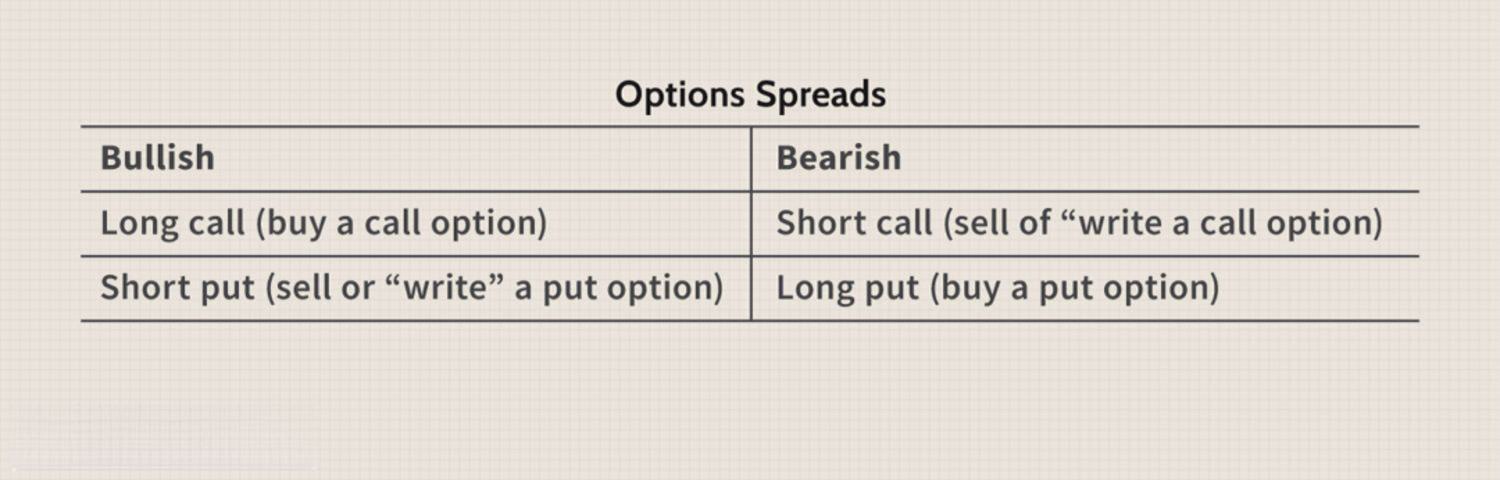 Options Spreads
Bullish
Bearish
Long call (buy a call option)
Short call (sell of “write a call option)
Short put (sell or “write” a put option)
Long put (buy a put option)